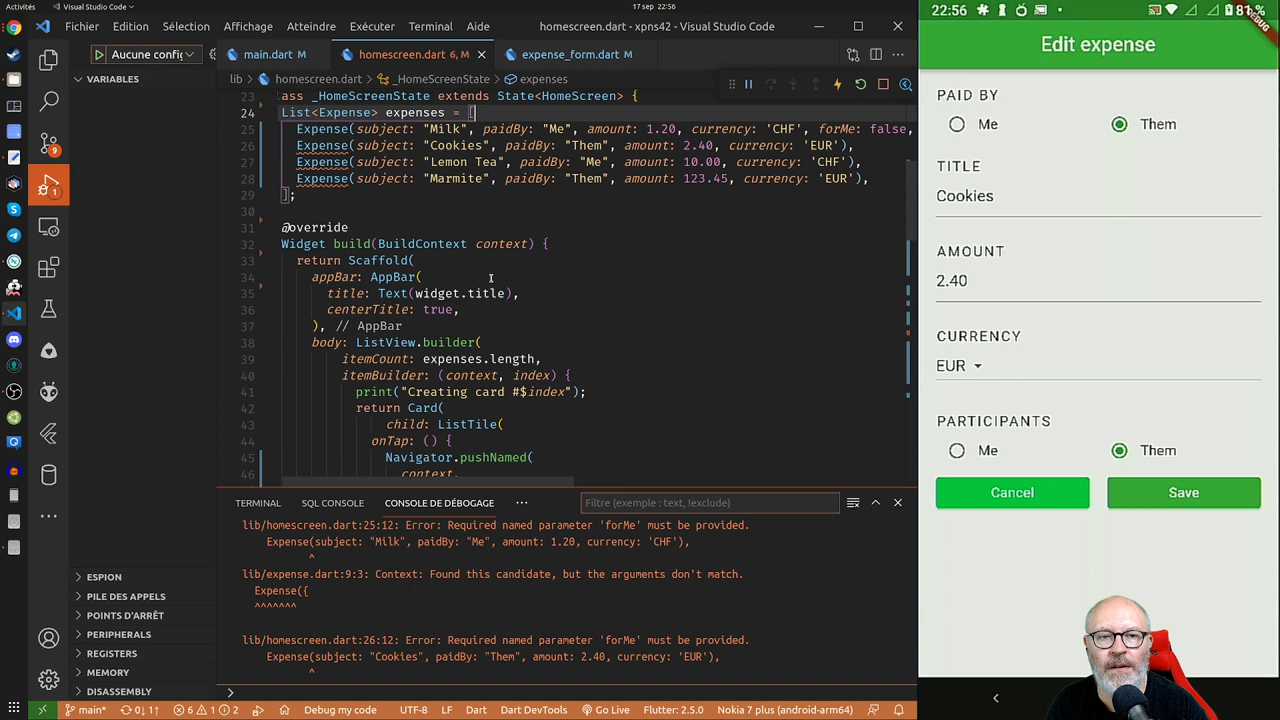 Activités
Visual Studio Code
17 sep 22:56
Fichier Edition Sélection Affichage Atteindre Exécuter Terminal Aide
homescreen.dart - xpns42 - Visual Studio Code
Aucune config
main.dart M
homescreen.dart 6, M
expense_form.dart M
VARIABLES
lib > homescreen.dart > _HomeScreenState > expenses
23 ass _HomeScreenState extends State<HomeScreen> {
24 List<Expense> expenses = [
25 Expense(subject: "Milk", paidBy: "Me", amount: 1.20, currency: 'CHF', forMe: false,
26 Expense(subject: "Cookies", paidBy: "Them", amount: 2.40, currency: 'EUR'),
27 Expense(subject: "Lemon Tea", paidBy: "Me", amount: 10.00, currency: 'CHF'),
28 Expense(subject: "Marmite", paidBy: "Them", amount: 123.45, currency: 'EUR'),
29 ];
30
31 @override
32 Widget build(BuildContext context) {
33 return Scaffold(
34 appBar: AppBar(
35 title: Text(widget.title),
36 centerTitle: true,
37 ), // AppBar
38 body: ListView.builder(
39 itemCount: expenses.length,
40 itemBuilder: (context, index) {
41 print("Creating card #$index");
42 return Card(
43 child: ListTile(
44 onTap: () {
45 Navigator.pushNamed(
46 context,
9
1
TERMINAL SQL CONSOLE CONSOLE DE DÉBOGAGE
Filtre (exemple : text, !exclude)
lib/homescreen.dart:25:12: Error: Required named parameter 'forMe' must be provided.
Expense(subject: "Milk", paidBy: "Me", amount: 1.20, currency: 'CHF'),
^
lib/expense.dart:9:3: Context: Found this candidate, but the arguments don't match.
Expense({
^^^^^^^
lib/homescreen.dart:26:12: Error: Required named parameter 'forMe' must be provided.
Expense(subject: "Cookies", paidBy: "Them", amount: 2.40, currency: 'EUR'),
^
ESPION
PILE DES APPELS
POINTS D'ARRÊT
PERIPHERALS
REGISTERS
MEMORY
DISASSEMBLY
main* 0↓ 1↑ 6 1 2 Debug my code UTF-8 LF Dart Dart DevTools Go Live Flutter: 2.5.0 Nokia 7 plus (android-arm64)
22:56
DEBUG
Edit expense
PAID BY
Me Them
TITLE
Cookies
AMOUNT
2.40
CURRENCY
EUR
PARTICIPANTS
Me Them
Cancel Save